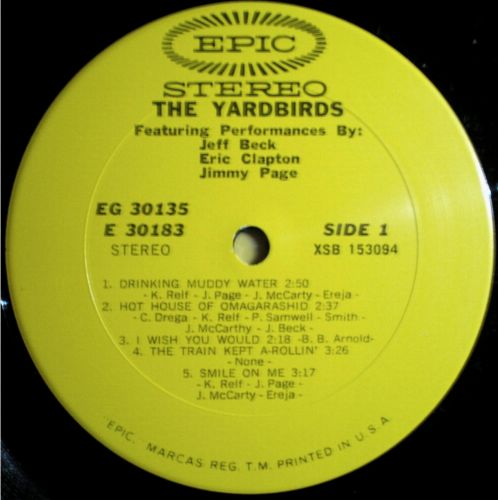 EPIC
STEREO
THE YARDBIRDS
Featuring Performances By:
Jeff Beck
Eric Clapton
Jimmy Page
EG 30135
E 30183 SIDE 1
STEREO XSB 153094
1. DRINKING MUDDY WATER 2:50
- K. Relf - J. Page - J. McCarty - Ereja -
2. HOT HOUSE OF OMAGARASHID 2:37
- C. Drega - K. Relf - P. Samwell - Smith -
J. McCarthy - J. Beck -
3. I WISH YOU WOULD 2:18 -B. B. Arnold-
4. THE TRAIN KEPT A-ROLLIN' 3:26
- None -
5. SMILE ON ME 3:17
- K. Relf - J. Page -
J. McCarty - Ereja -
"EPIC, MARCAS REG. T.M. PRINTED IN U.S.A.